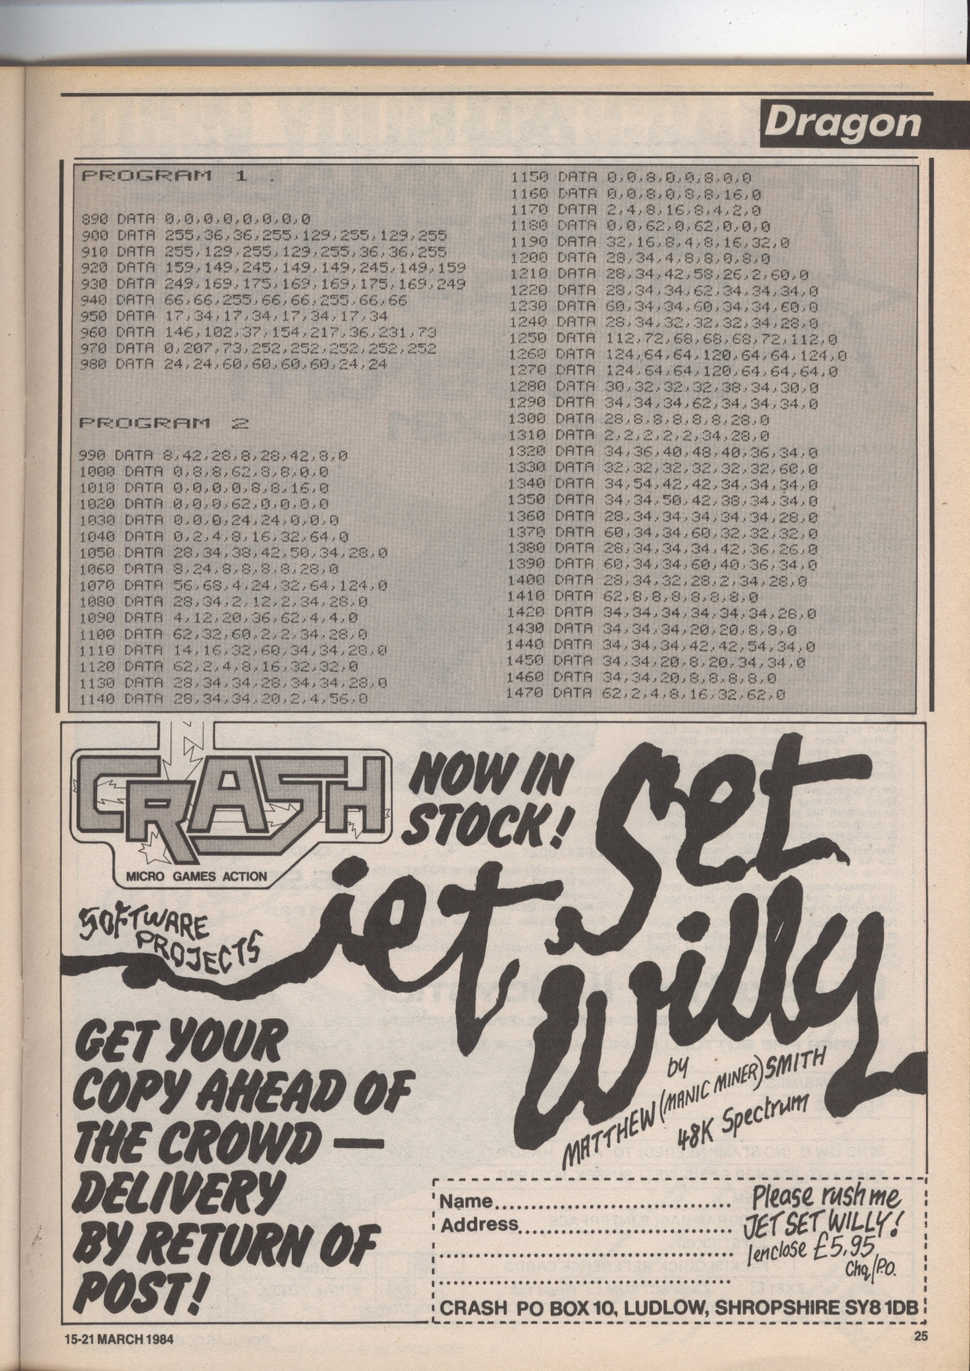 Dragon
PROGRAM 1 .
890 DATA 0,0,0,0,0,0,0,0
900 DATA 255,36,36,255,129,255,129,255
910 DATA 255,129,255,129,255,36,36,255
920 DATA 159,149,245,149,149,245,149,159
930 DATA 249,169,175,169,169,175,169,249
940 DATA 66,66,255,66,66,255,66,66
950 DATA 17,34,17,34,17,34,17,34
960 DATA 146,102,37,154,217,36,231,73
970 DATA 0,207,73,252,252,252,252,252
980 DATA 24,24,60,60,60,60,24,24
PROGRAM 2
990 DATA 8,42,28,8,28,42,8,0
1000 DATA 0,8,8,62,8,8,0,0
1010 DATA 0,0,0,0,8,8,16,0
1020 DATA 0,0,0,62,0,0,0,0
1030 DATA 0,0,0,24,24,0,0,0
1040 DATA 0,2,4,8,16,32,64,0
1050 DATA 28,34,38,42,50,34,28,0
1060 DATA 8,24,8,8,8,8,28,0
1070 DATA 56,68,4,24,32,64,124,0
1080 DATA 28,34,2,12,2,34,28,0
1090 DATA 4,12,20,36,62,4,4,0
1100 DATA 62,32,60,2,2,34,28,0
1110 DATA 14,16,32,60,34,34,28,0
1120 DATA 62,2,4,8,16,32,32,0
1130 DATA 28,34,34,28,34,34,28,0
1140 DATA 28,34,34,20,2,4,56,0
1150 DATA 0,0,8,0,0,8,0,0
1160 DATA 0,0,8,0,8,8,16,0
1170 DATA 2,4,8,16,8,4,2,0
1180 DATA 0,0,62,0,62,0,0,0
1190 DATA 32,16,8,4,8,16,32,0
1200 DATA 28,34,4,8,8,0,8,0
1210 DATA 28,34,42,58,26,2,60,0
1220 DATA 28,34,34,62,34,34,34,0
1230 DATA 60,34,34,60,34,34,60,0
1240 DATA 28,34,32,32,32,34,28,0
1250 DATA 112,72,68,68,68,72,112,0
1260 DATA 124,64,64,120,64,64,124,0
1270 DATA 124,64,64,120,64,64,64,0
1280 DATA 30,32,32,32,38,34,30,0
1290 DATA 34,34,34,62,34,34,34,0
1300 DATA 28,8,8,8,8,8,28,0
1310 DATA 2,2,2,2,2,34,28,0
1320 DATA 34,36,40,48,40,36,34,0
1330 DATA 32,32,32,32,32,32,60,0
1340 DATA 34,54,42,42,34,34,34,0
1350 DATA 34,34,50,42,38,34,34,0
1360 DATA 28,34,34,34,34,34,28,0
1370 DATA 60,34,34,60,32,32,32,0
1380 DATA 28,34,34,34,42,36,26,0
1390 DATA 60,34,34,60,40,36,34,0
1400 DATA 28,34,32,28,2,34,28,0
1410 DATA 62,8,8,8,8,8,8,0
1420 DATA 34,34,34,34,34,34,28,0
1430 DATA 34,34,34,20,20,8,8,0
1440 DATA 34,34,34,42,42,54,34,0
1450 DATA 34,34,20,8,20,34,34,0
1460 DATA 34,34,20,8,8,8,8,0
1470 DATA 62,2,4,8,16,32,62,0
CRASH
MICRO GAMES ACTION
NOW IN
STOCK!
SOFTWARE
PROJECTS
jet Set
Willy
by
MATTHEW (MANIC MINER) SMITH
48K Spectrum
GET YOUR
COPY AHEAD OF
THE CROWD —
DELIVERY
BY RETURN OF
POST!
Name..................................
Address..............................
..........................................
..........................................
Please rush me
JET SET WILLY!
I enclose £5.95
Chq/P.O.
CRASH PO BOX 10, LUDLOW, SHROPSHIRE SY8 1DB
15-21 MARCH 1984
25